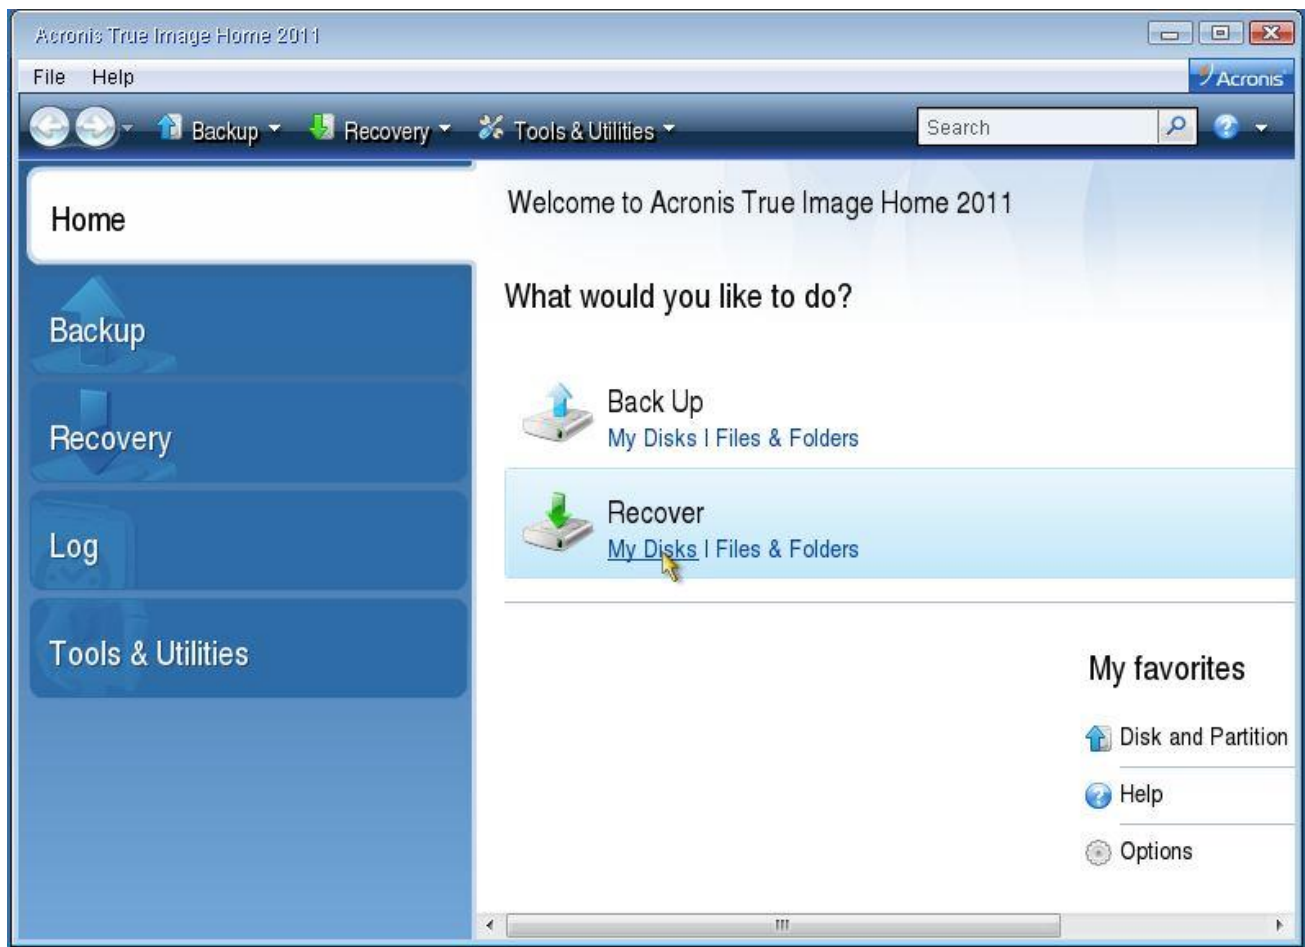 Acronis True Image Home 2011
File Help
Acronis
Backup Recovery Tools & Utilities Search
Home
Backup
Recovery
Log
Tools & Utilities
Welcome to Acronis True Image Home 2011
What would you like to do?
Back Up
My Disks | Files & Folders
Recover
My Disks | Files & Folders
My favorites
Disk and Partition
Help
Options